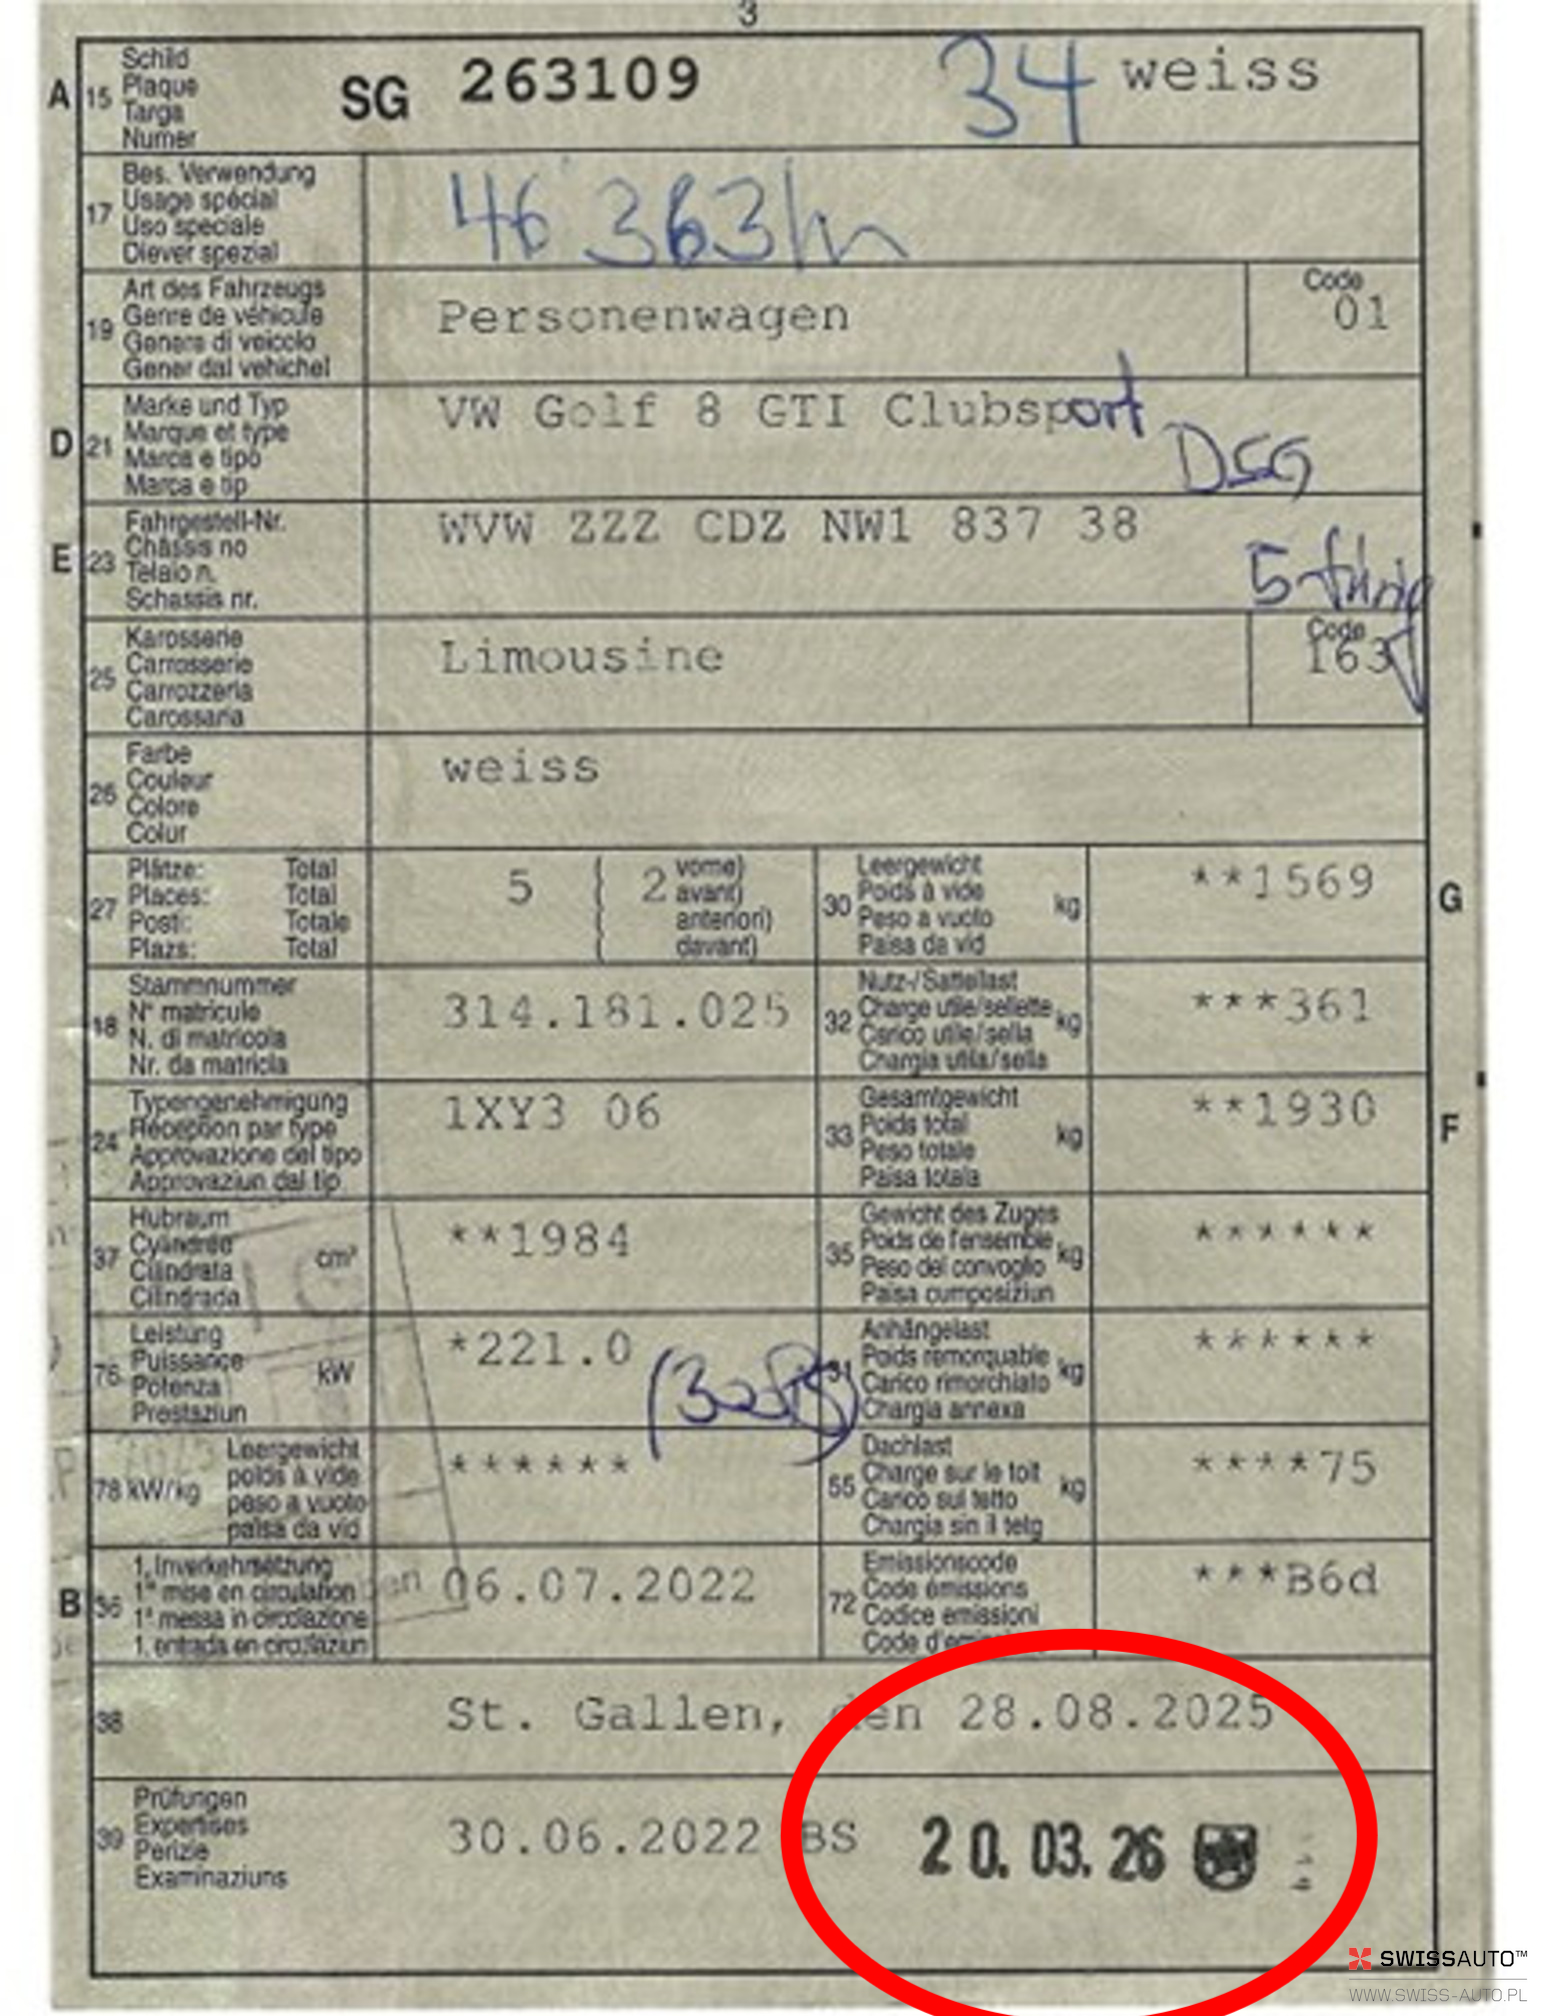 3
A 15 Schild
Plaque
Targa
Numer
SG 263109 34 weiss
17 Bes. Verwendung
Usage spécial
Uso speciale
Diever spezial
46'363 km
19 Art des Fahrzeugs
Genre de véhicule
Genere di veicolo
Gener dal vehichel
Personenwagen
Code
01
D 21 Marke und Typ
Marque et type
Marca e tipo
Marca e tip
VW Golf 8 GTI Clubsport
DSG
E 23 Fahrgestell-Nr.
Châssis no
Telaio n.
Schassis nr.
WVW ZZZ CDZ NW1 837 38
25 Karosserie
Carrosserie
Carrozzeria
Carossaria
Limousine
Code
163
26 Farbe
Couleur
Colore
Colur
weiss
27 Plätze: Total
Places: Total
Posti: Totale
Plazs: Total
5 ( 2 vorne)
avant)
( anteriori)
( davant)
30 Leergewicht
Poids à vide
Peso a vuoto
Paisa da vid
kg
**1569
G
18 Stammnummer
N° matricule
N. di matricola
Nr. da matricla
314.181.025
32 Nutz-/Sattellast
Charge utile/sellette
Carico utile/sella
Chargia utila/sella
kg
***361
24 Typengenehmigung
Réception par type
Approvazione del tipo
Approvaziun dal tip
1XY3 06
33 Gesamtgewicht
Poids total
Peso totale
Paisa totala
kg
**1930
F
37 Hubraum
Cylindrée
Cilindrata
Cilindrada
cm³
**1984
35 Gewicht des Zuges
Poids de l'ensemble
Peso del convoglio
Paisa cumposiziun
kg
******
76 Leistung
Puissance
Potenza
Prestaziun
kW
*221.0
31 Anhängelast
Poids remorquable
Carico rimorchiato
Chargia annexa
kg
******
78 kW/kg Leergewicht
poids à vide
peso a vuoto
paisa da vid
******
55 Dachlast
Charge sur le toit
Carico sul tetto
Chargia sin il tetg
kg
****75
B 36 1. Inverkehrsetzung
1re mise en circulation
1a messa in circolazione
1. entrada en circulaziun
06.07.2022
72 Emissionscode
Code émissions
Codice emissioni
***B6d
38 St. Gallen, den 28.08.2025
39 Prüfungen
Expertises
Perizie
Examinaziuns
30.06.2022 BS 20.03.26
SWISSAUTO™
WWW.SWISS-AUTO.PL